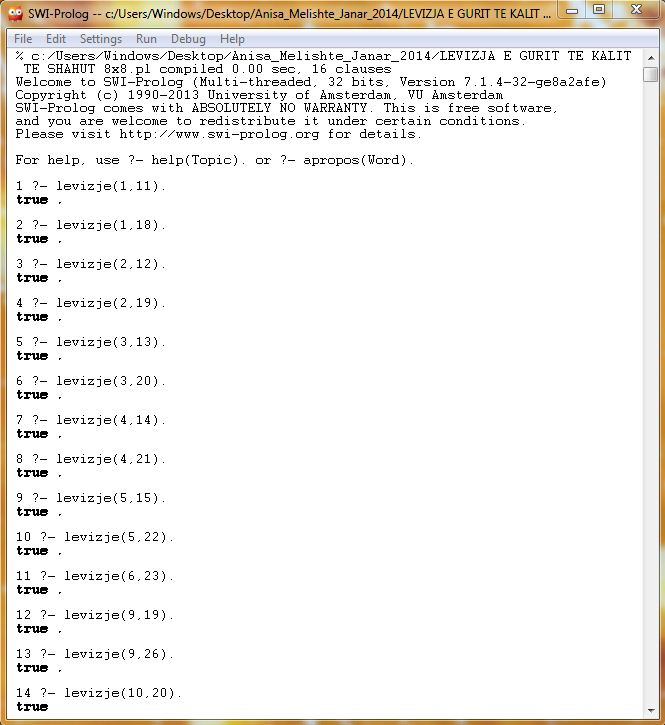 SWI-Prolog -- c:/Users/Windows/Desktop/Anisa_Melishte_Janar_2014/LEVIZJA E GURIT TE KALIT ...
File Edit Settings Run Debug Help
% c:/Users/Windows/Desktop/Anisa_Melishte_Janar_2014/LEVIZJA E GURIT TE KALIT
TE SHAHUT 8x8.pl compiled 0.00 sec, 16 clauses
Welcome to SWI-Prolog (Multi-threaded, 32 bits, Version 7.1.4-32-ge8a2afe)
Copyright (c) 1990-2013 University of Amsterdam, VU Amsterdam
SWI-Prolog comes with ABSOLUTELY NO WARRANTY. This is free software,
and you are welcome to redistribute it under certain conditions.
Please visit http://www.swi-prolog.org for details.
For help, use ?- help(Topic). or ?- apropos(Word).
1 ?- levizje(1,11).
true .
2 ?- levizje(1,18).
true .
3 ?- levizje(2,12).
true .
4 ?- levizje(2,19).
true .
5 ?- levizje(3,13).
true .
6 ?- levizje(3,20).
true .
7 ?- levizje(4,14).
true .
8 ?- levizje(4,21).
true .
9 ?- levizje(5,15).
true .
10 ?- levizje(5,22).
true .
11 ?- levizje(6,23).
true .
12 ?- levizje(9,19).
true .
13 ?- levizje(9,26).
true .
14 ?- levizje(10,20).
true